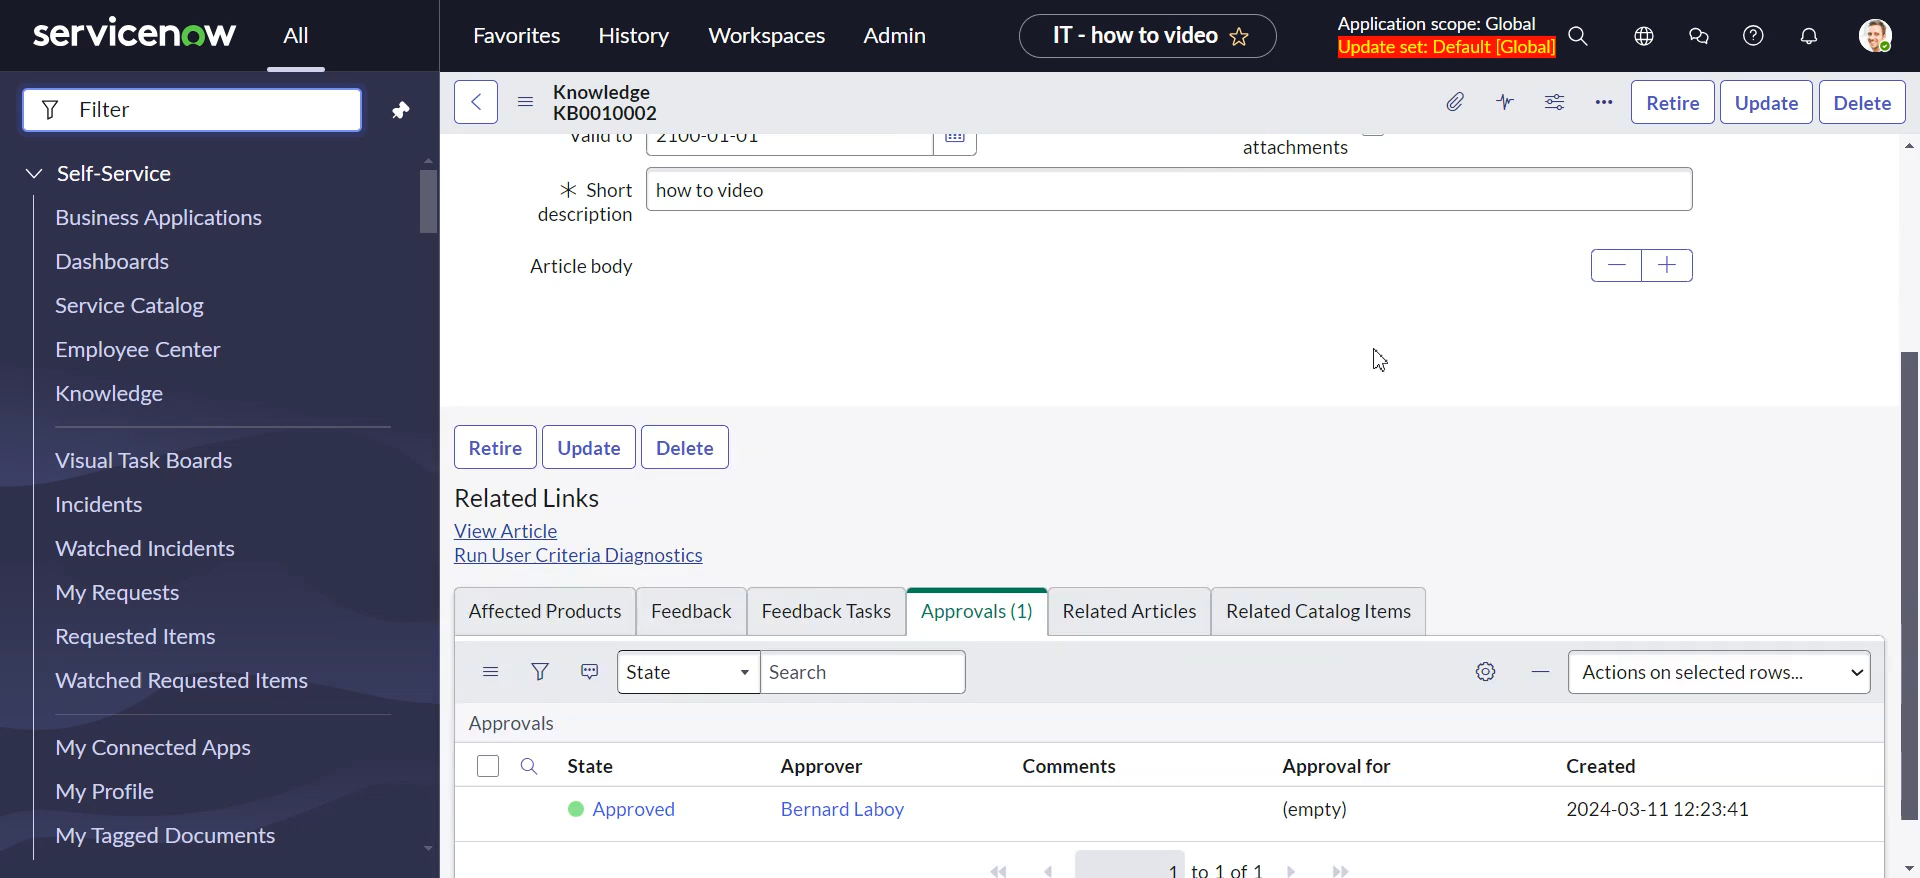 servicenow
All
Favorites
History
Workspaces
Admin
IT - how to video
Application scope: Global
Update set: Default [Global]
Filter
Self-Service
Business Applications
Dashboards
Service Catalog
Employee Center
Knowledge
Visual Task Boards
Incidents
Watched Incidents
My Requests
Requested Items
Watched Requested Items
My Connected Apps
My Profile
My Tagged Documents
Knowledge
KB0010002
Retire
Update
Delete
Valid to
2100-01-01
attachments
Short
description
how to video
Article body
Retire
Update
Delete
Related Links
View Article
Run User Criteria Diagnostics
Affected Products
Feedback
Feedback Tasks
Approvals (1)
Related Articles
Related Catalog Items
State
Search
Actions on selected rows...
Approvals
State
Approver
Comments
Approval for
Created
Approved
Bernard Laboy
(empty)
2024-03-11 12:23:41
1 to 1 of 1